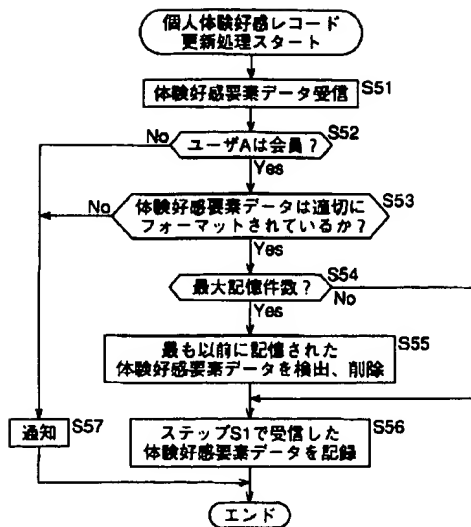 個人体験好感レコード
更新処理スタート
体験好感要素データ受信
S51
ユーザAは会員？
S52
No
Yes
体験好感要素データは適切に
フォーマットされているか？
S53
No
Yes
最大記憶件数？
S54
No
Yes
最も以前に記憶された
体験好感要素データを検出、削除
S55
通知
S57
ステップS1で受信した
体験好感要素データを記録
S56
エンド